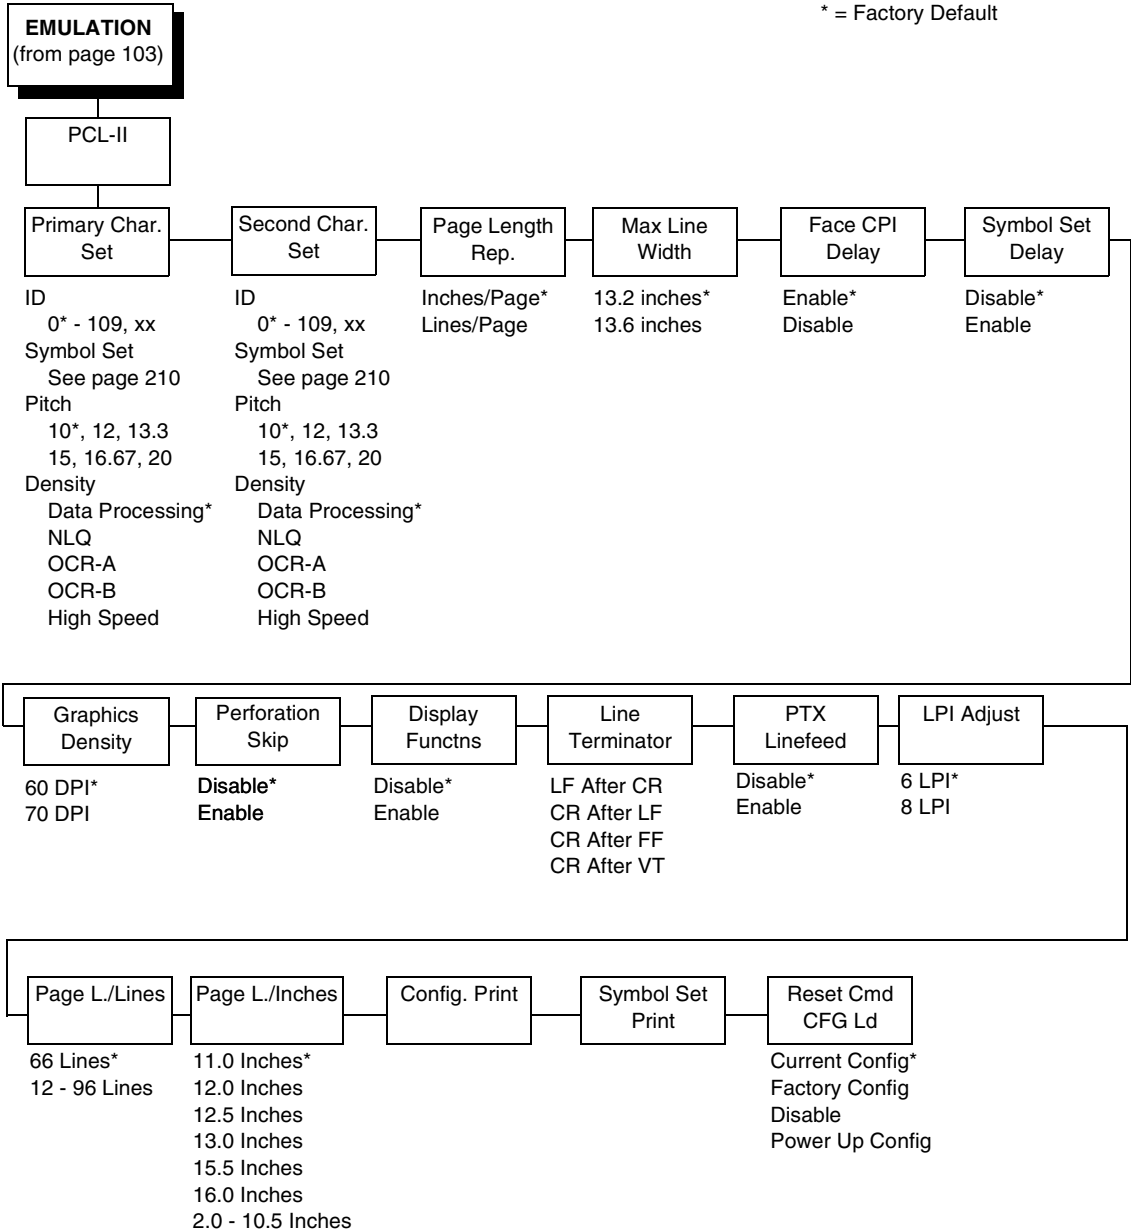 * = Factory Default
EMULATION
(from page 103)
PCL-II
Primary Char.
Set
ID
0* - 109, xx
Symbol Set
See page 210
Pitch
10*, 12, 13.3
15, 16.67, 20
Density
Data Processing*
NLQ
OCR-A
OCR-B
High Speed
Second Char.
Set
ID
0* - 109, xx
Symbol Set
See page 210
Pitch
10*, 12, 13.3
15, 16.67, 20
Density
Data Processing*
NLQ
OCR-A
OCR-B
High Speed
Page Length
Rep.
Inches/Page*
Lines/Page
Max Line
Width
13.2 inches*
13.6 inches
Face CPI
Delay
Enable*
Disable
Symbol Set
Delay
Disable*
Enable
Graphics
Density
60 DPI*
70 DPI
Perforation
Skip
Disable*
Enable
Display
Functns
Disable*
Enable
Line
Terminator
LF After CR
CR After LF
CR After FF
CR After VT
PTX
Linefeed
Disable*
Enable
LPI Adjust
6 LPI*
8 LPI
Page L./Lines
66 Lines*
12 - 96 Lines
Page L./Inches
11.0 Inches*
12.0 Inches
12.5 Inches
13.0 Inches
15.5 Inches
16.0 Inches
2.0 - 10.5 Inches
Config. Print
Symbol Set
Print
Reset Cmd
CFG Ld
Current Config*
Factory Config
Disable
Power Up Config